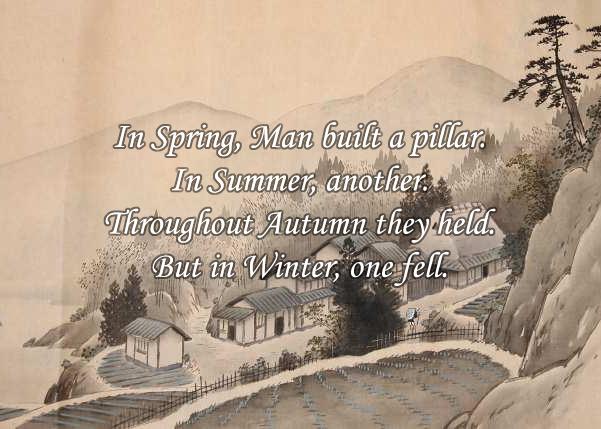 In Spring, Man built a pillar.
In Summer, another.
Throughout Autumn they held.
But in Winter, one fell.